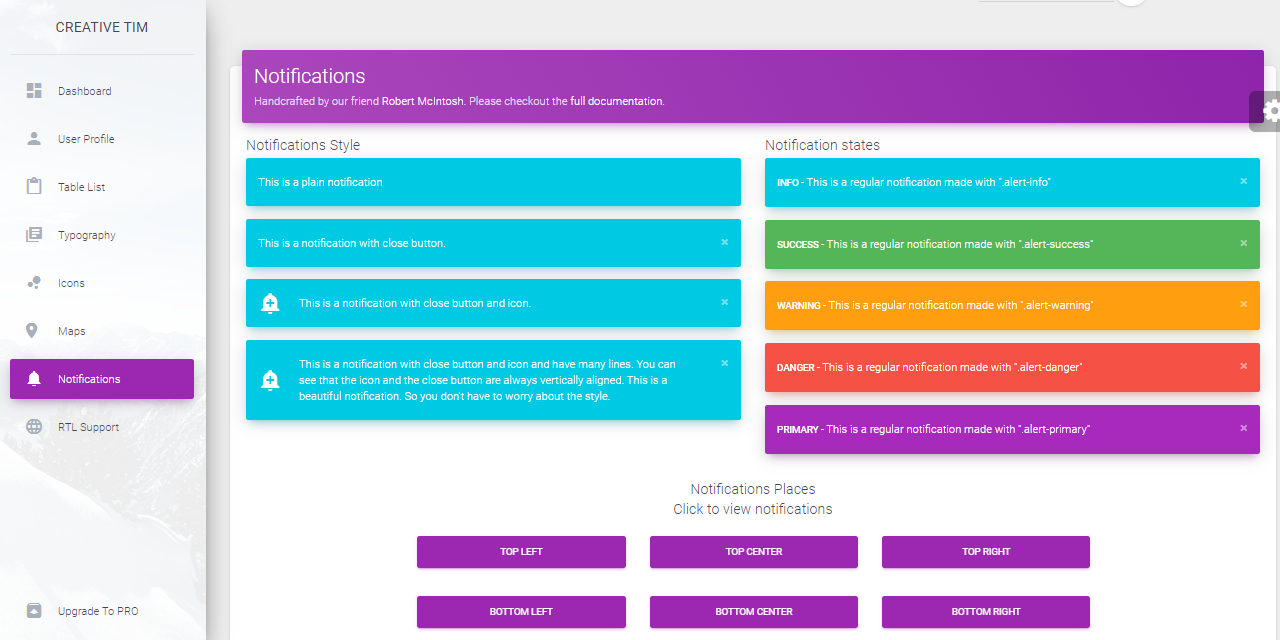 CREATIVE TIM
Dashboard
User Profile
Table List
Typography
Icons
Maps
Notifications
RTL Support
Upgrade To PRO
Notifications
Handcrafted by our friend Robert McIntosh. Please checkout the full documentation.
Notifications Style
This is a plain notification
This is a notification with close button.
×
This is a notification with close button and icon.
×
This is a notification with close button and icon and have many lines. You can
see that the icon and the close button are always vertically aligned. This is a
beautiful notification. So you don't have to worry about the style.
×
Notification states
INFO - This is a regular notification made with ".alert-info"
×
SUCCESS - This is a regular notification made with ".alert-success"
×
WARNING - This is a regular notification made with ".alert-warning"
×
DANGER - This is a regular notification made with ".alert-danger"
×
PRIMARY - This is a regular notification made with ".alert-primary"
×
Notifications Places
Click to view notifications
TOP LEFT
TOP CENTER
TOP RIGHT
BOTTOM LEFT
BOTTOM CENTER
BOTTOM RIGHT